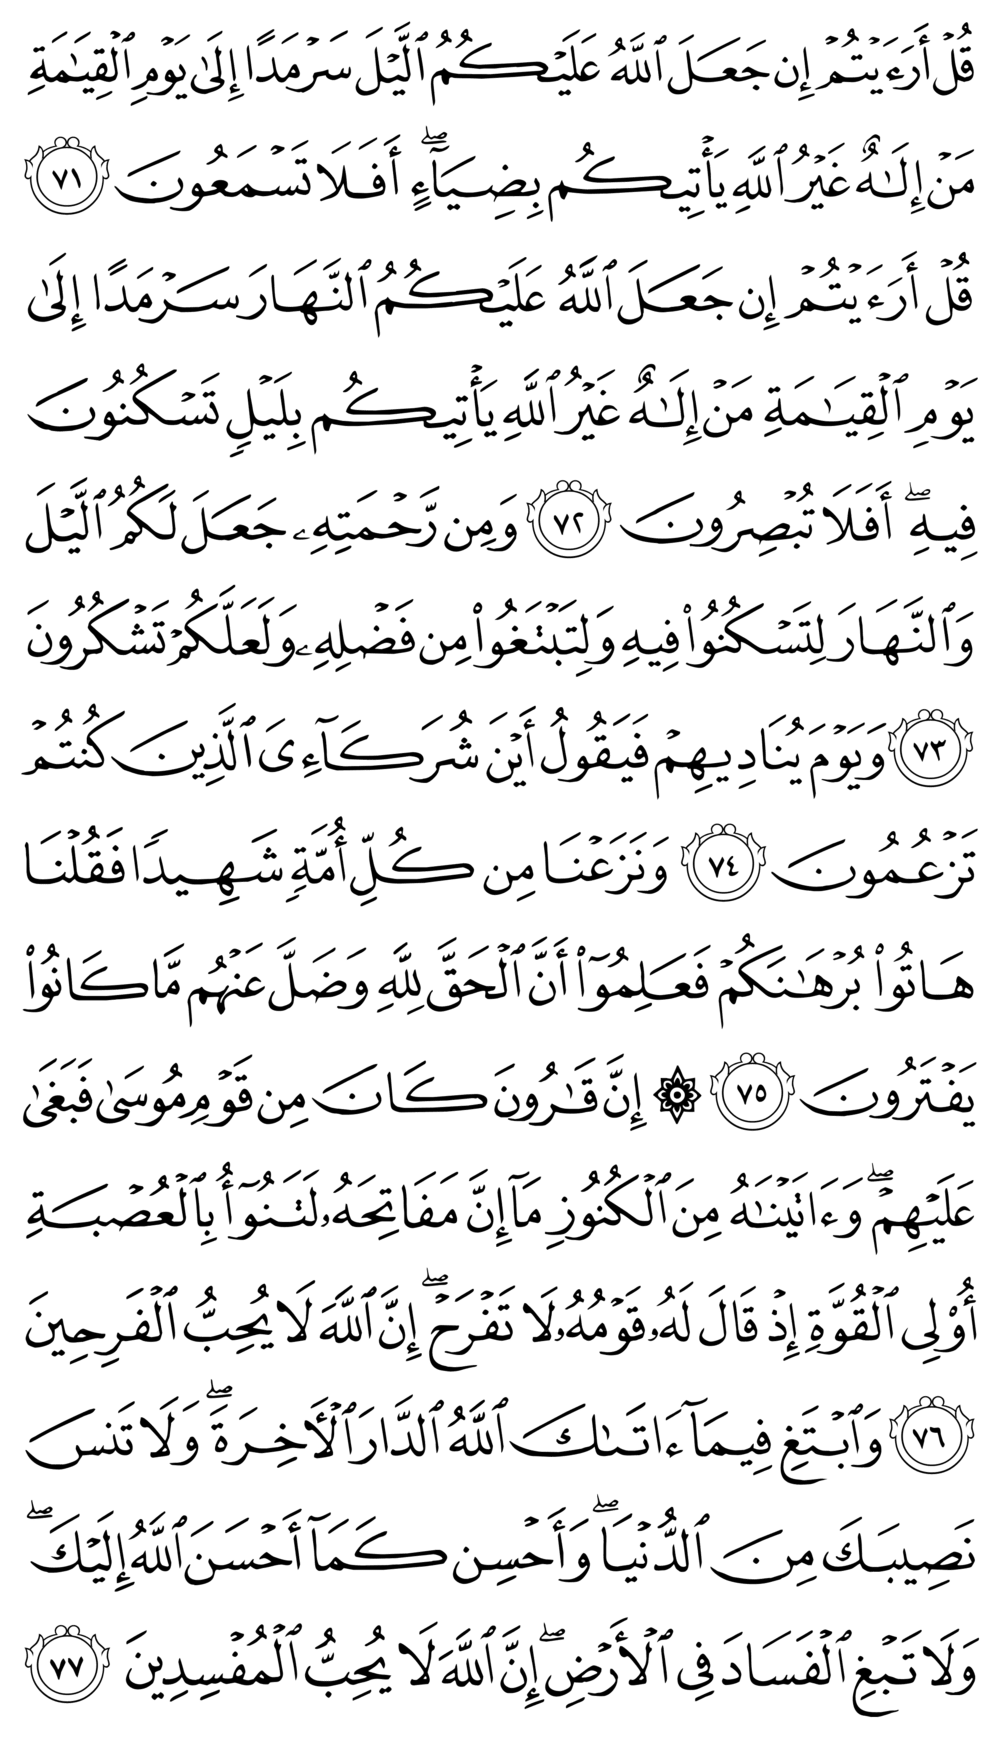 قُلۡ أَرَءَيۡتُمۡ إِن جَعَلَ ٱللَّهُ عَلَيۡكُمُ ٱلَّيۡلَ سَرۡمَدًا إِلَىٰ يَوۡمِ ٱلۡقِيَٰمَةِ
مَنۡ إِلَٰهٌ غَيۡرُ ٱللَّهِ يَأۡتِيكُم بِضِيَآءٍۖ أَفَلَا تَسۡمَعُونَ ٧١
قُلۡ أَرَءَيۡتُمۡ إِن جَعَلَ ٱللَّهُ عَلَيۡكُمُ ٱلنَّهَارَ سَرۡمَدًا إِلَىٰ
يَوۡمِ ٱلۡقِيَٰمَةِ مَنۡ إِلَٰهٌ غَيۡرُ ٱللَّهِ يَأۡتِيكُم بِلَيۡلٖ تَسۡكُنُونَ
فِيهِۖ أَفَلَا تُبۡصِرُونَ ٧٢ وَمِن رَّحۡمَتِهِۦ جَعَلَ لَكُمُ ٱلَّيۡلَ
وَٱلنَّهَارَ لِتَسۡكُنُواْ فِيهِ وَلِتَبۡتَغُواْ مِن فَضۡلِهِۦ وَلَعَلَّكُمۡ تَشۡكُرُونَ
٧٣ وَيَوۡمَ يُنَادِيهِمۡ فَيَقُولُ أَيۡنَ شُرَكَآءِيَ ٱلَّذِينَ كُنتُمۡ
تَزۡعُمُونَ ٧٤ وَنَزَعۡنَا مِن كُلِّ أُمَّةٖ شَهِيدٗا فَقُلۡنَا
هَاتُواْ بُرۡهَٰنَكُمۡ فَعَلِمُوٓاْ أَنَّ ٱلۡحَقَّ لِلَّهِ وَضَلَّ عَنۡهُم مَّا كَانُواْ
يَفۡتَرُونَ ٧٥ ۞ إِنَّ قَٰرُونَ كَانَ مِن قَوۡمِ مُوسَىٰ فَبَغَىٰ
عَلَيۡهِمۡۖ وَءَاتَيۡنَٰهُ مِنَ ٱلۡكُنُوزِ مَآ إِنَّ مَفَاتِحَهُۥ لَتَنُوٓأُ بِٱلۡعُصۡبَةِ
أُوْلِي ٱلۡقُوَّةِ إِذۡ قَالَ لَهُۥ قَوۡمُهُۥ لَا تَفۡرَحۡۖ إِنَّ ٱللَّهَ لَا يُحِبُّ ٱلۡفَرِحِينَ
٧٦ وَٱبۡتَغِ فِيمَآ ءَاتَىٰكَ ٱللَّهُ ٱلدَّارَ ٱلۡأٓخِرَةَۖ وَلَا تَنسَ
نَصِيبَكَ مِنَ ٱلدُّنۡيَاۖ وَأَحۡسِن كَمَآ أَحۡسَنَ ٱللَّهُ إِلَيۡكَۖ
وَلَا تَبۡغِ ٱلۡفَسَادَ فِي ٱلۡأَرۡضِۖ إِنَّ ٱللَّهَ لَا يُحِبُّ ٱلۡمُفۡسِدِينَ ٧٧